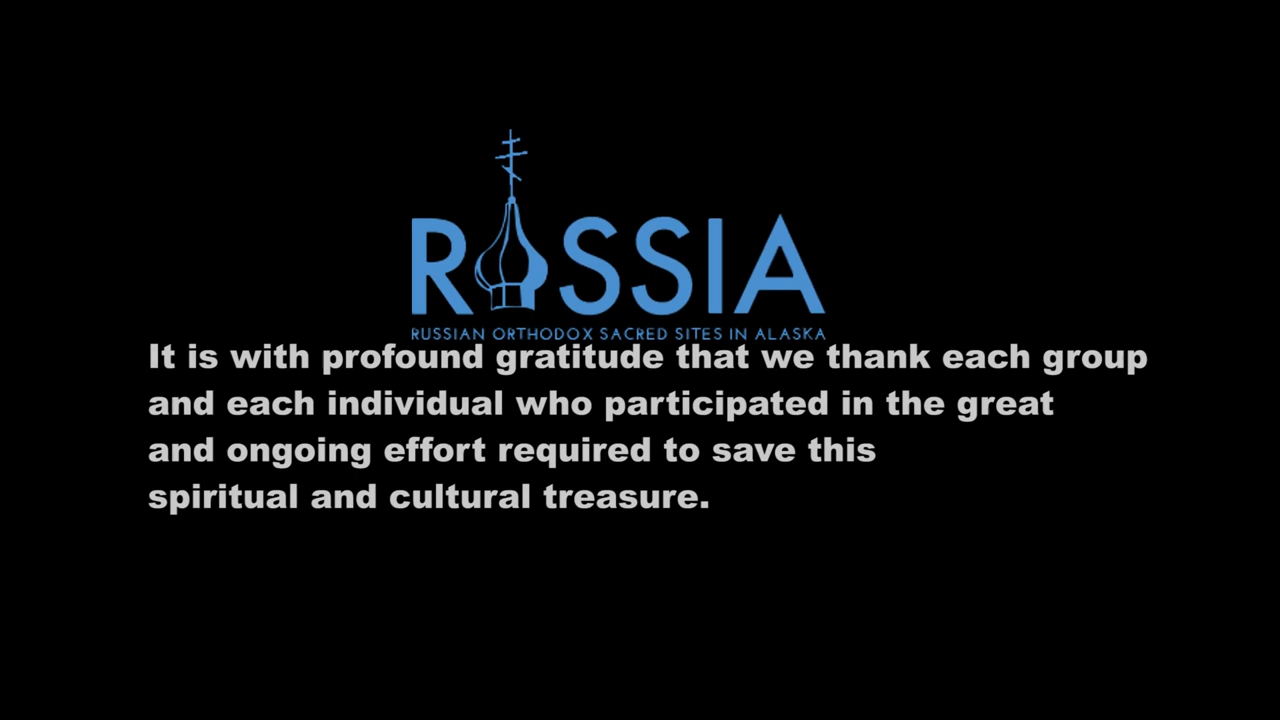 ROSSIA
RUSSIAN ORTHODOX SACRED SITES IN ALASKA
It is with profound gratitude that we thank each group
and each individual who participated in the great
and ongoing effort required to save this
spiritual and cultural treasure.